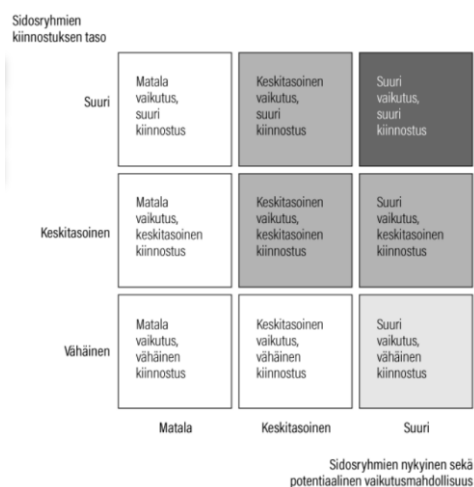 Sidosryhmien
kiinnostuksen taso
Suuri
Matala
vaikutus,
suuri
kiinnostus
Keskitasoinen
vaikutus,
suuri
kiinnostus
Suuri
vaikutus,
suuri
kiinnostus
Keskitasoinen
Matala
vaikutus,
keskitasoinen
kiinnostus
Keskitasoinen
vaikutus,
keskitasoinen
kiinnostus
Suuri
vaikutus,
keskitasoinen
kiinnostus
Vähäinen
Matala
vaikutus,
vähäinen
kiinnostus
Keskitasoinen
vaikutus,
vähäinen
kiinnostus
Suuri
vaikutus,
vähäinen
kiinnostus
Matala
Keskitasoinen
Suuri
Sidosryhmien nykyinen sekä
potentiaalinen vaikutusmahdollisuus